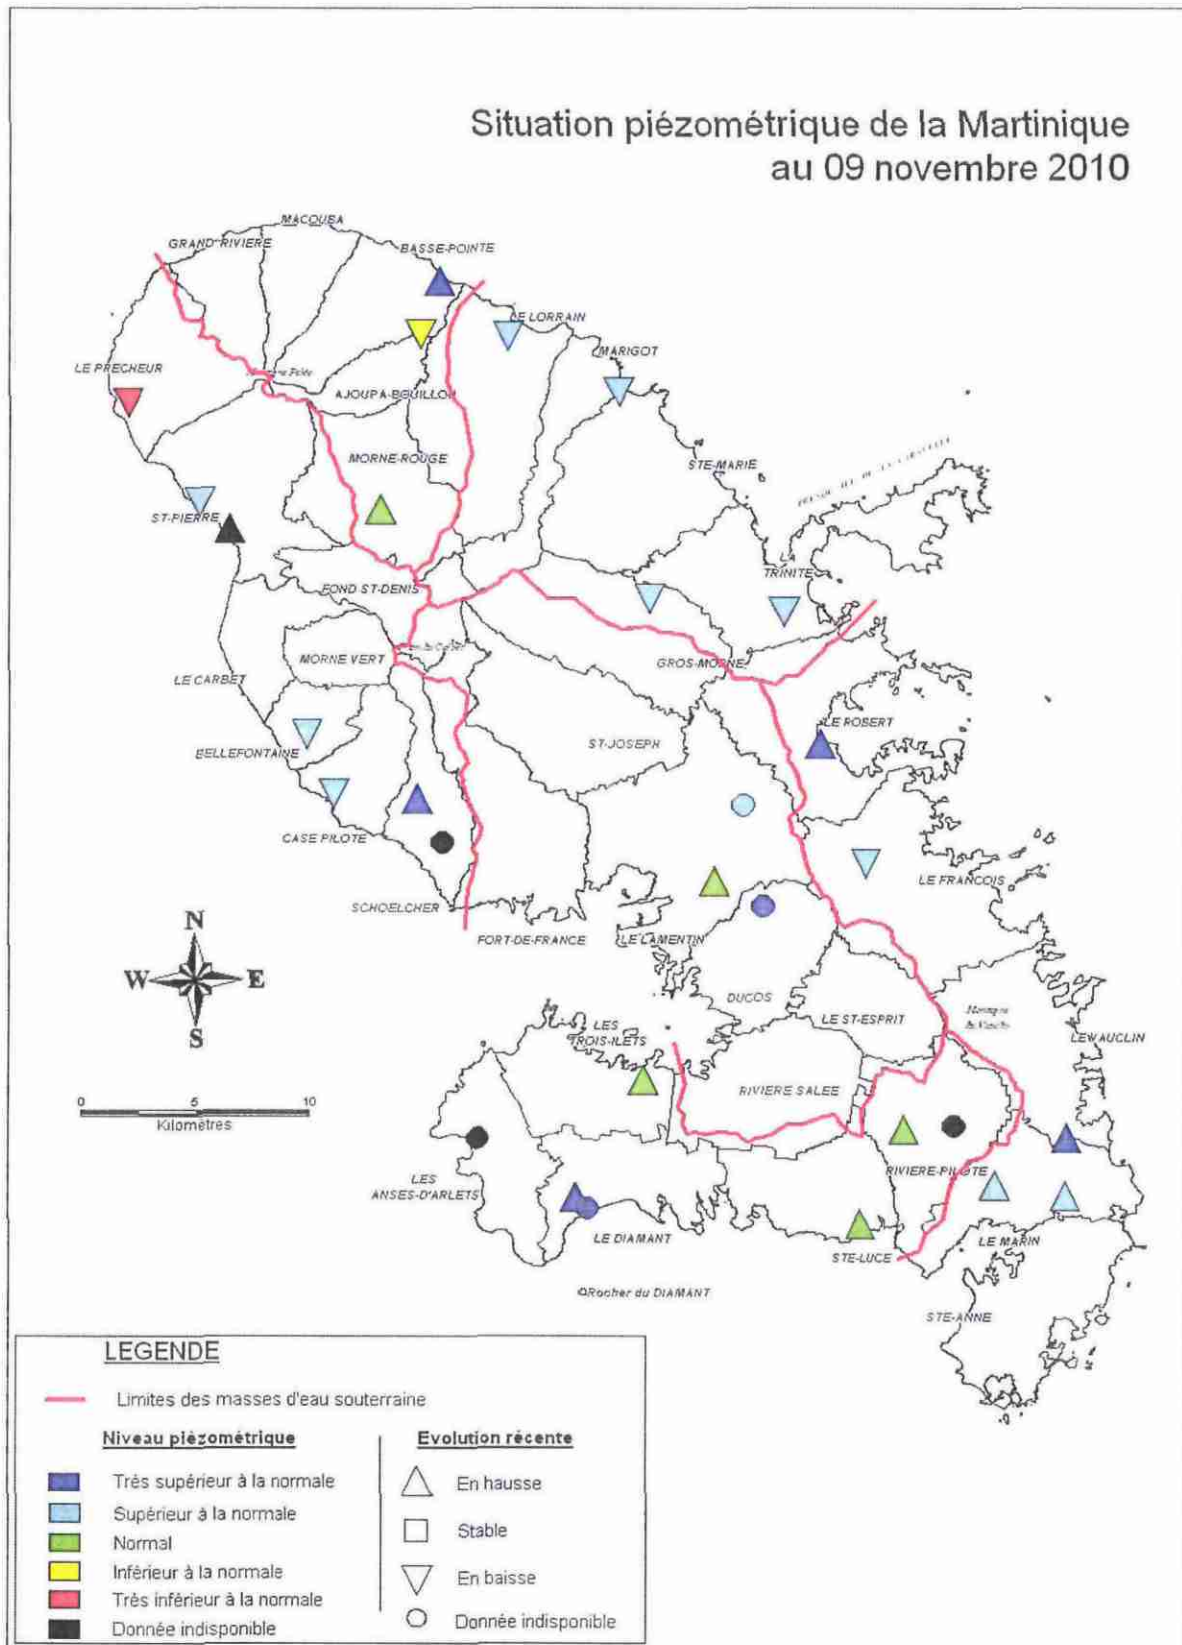 Situation piézométrique de la Martinique
au 09 novembre 2010
MACOUBA
GRAND RIVIERE
BASSE-POINTE
LE LORRAIN
MARIGOT
LE PRECHEUR
AJOUPA-BOUILLON
MORNE-ROUGE
STE-MARIE
ST-PIERRE
LA
TRINITE
FOND ST-DENIS
MORNE VERT
GROS-MORNE
LE CARBET
LE ROBERT
ST-JOSEPH
BELLEFONTAINE
CASE PILOTE
LE FRANCOIS
SCHOELCHER
FORT-DE-FRANCE
LE LAMENTIN
N
W E
S
DUCOS
LE ST-ESPRIT
LES
TROIS-ILETS
LE VAUCLIN
RIVIERE SALEE
0 5 10
Kilométres
RIVIERE-PILOTE
LES
ANSES-D'ARLETS
LE DIAMANT
LE MARIN
STE-LUCE
Rocher du DIAMANT
STE-ANNE
LEGENDE
Limites des masses d'eau souterraine
Niveau piézométrique
Très supérieur à la normale
Supérieur à la normale
Normal
Inférieur à la normale
Très inférieur à la normale
Donnée indisponible
Evolution récente
En hausse
Stable
En baisse
Donnée indisponible